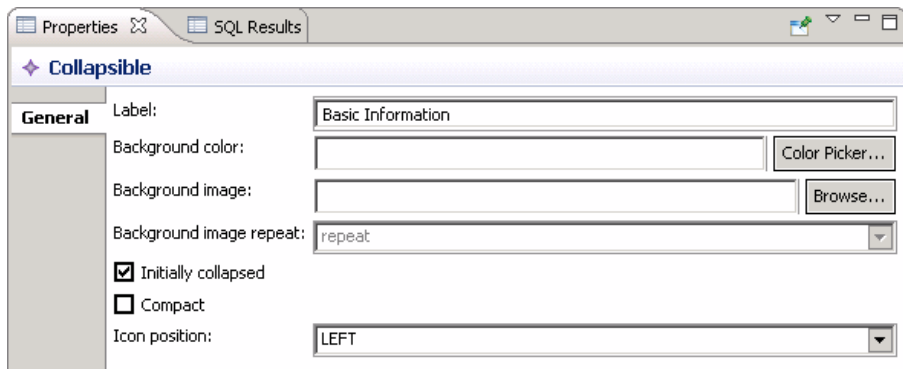 Properties SQL Results
Collapsible
General
Label: Basic Information
Background color: Color Picker...
Background image: Browse...
Background image repeat: repeat
Initially collapsed
Compact
Icon position: LEFT